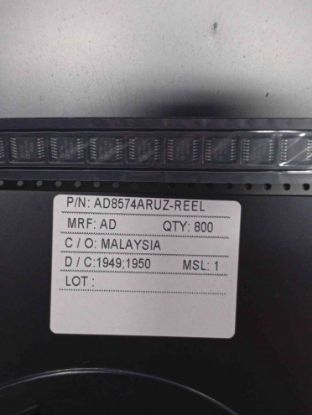 P/N: AD8574ARUZ-REEL
MRF: AD QTY: 800
C / O: MALAYSIA
D / C:1949;1950 MSL: 1
LOT :